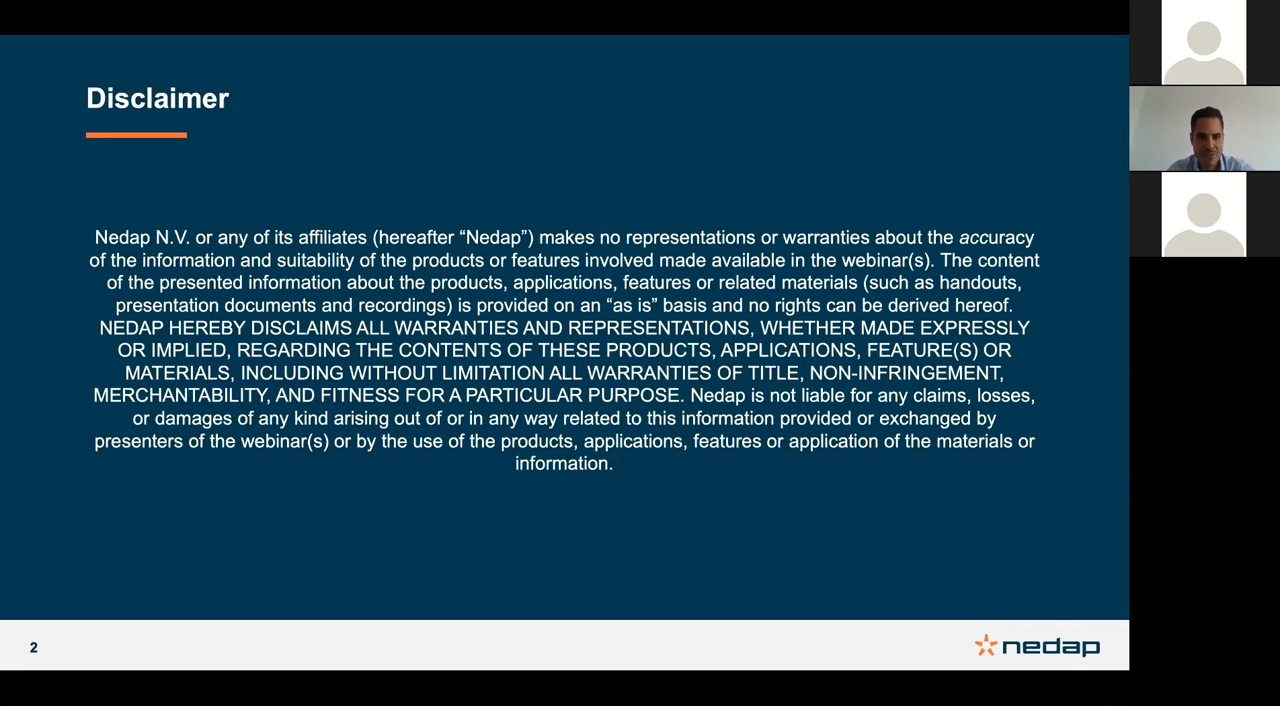 Disclaimer
Nedap N.V. or any of its affiliates (hereafter “Nedap”) makes no representations or warranties about the accuracy
of the information and suitability of the products or features involved made available in the webinar(s). The content
of the presented information about the products, applications, features or related materials (such as handouts,
presentation documents and recordings) is provided on an “as is” basis and no rights can be derived hereof.
NEDAP HEREBY DISCLAIMS ALL WARRANTIES AND REPRESENTATIONS, WHETHER MADE EXPRESSLY
OR IMPLIED, REGARDING THE CONTENTS OF THESE PRODUCTS, APPLICATIONS, FEATURE(S) OR
MATERIALS, INCLUDING WITHOUT LIMITATION ALL WARRANTIES OF TITLE, NON-INFRINGEMENT,
MERCHANTABILITY, AND FITNESS FOR A PARTICULAR PURPOSE. Nedap is not liable for any claims, losses,
or damages of any kind arising out of or in any way related to this information provided or exchanged by
presenters of the webinar(s) or by the use of the products, applications, features or application of the materials or
information.
2
nedap